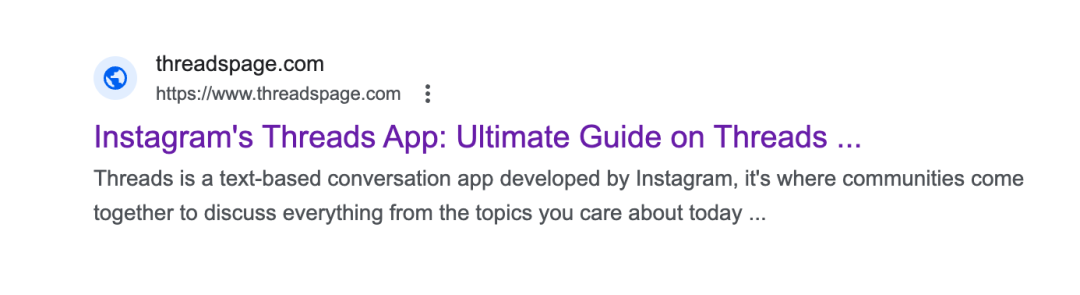 threadspage.com
https://www.threadspage.com
Instagram's Threads App: Ultimate Guide on Threads ...
Threads is a text-based conversation app developed by Instagram, it's where communities come
together to discuss everything from the topics you care about today ...